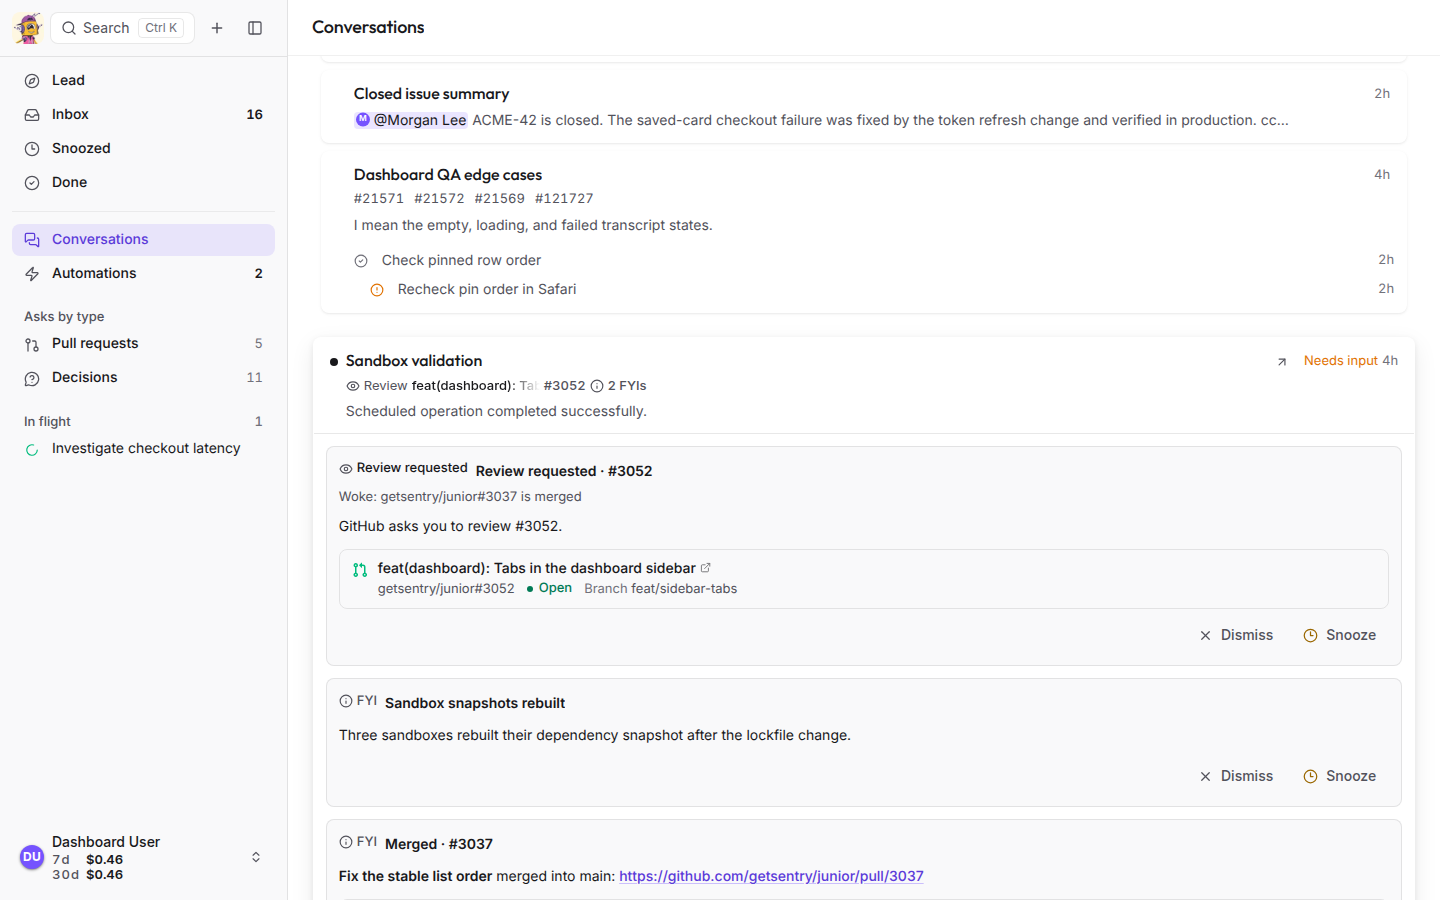 Search Ctrl K
Lead
Inbox 16
Snoozed
Done
Conversations
Automations 2
Asks by type
Pull requests 5
Decisions 11
In flight 1
Investigate checkout latency
DU Dashboard User
7d $0.46
30d $0.46
Conversations
Closed issue summary 2h
M @Morgan Lee ACME-42 is closed. The saved-card checkout failure was fixed by the token refresh change and verified in production. cc...
Dashboard QA edge cases 4h
#21571 #21572 #21569 #121727
I mean the empty, loading, and failed transcript states.
Check pinned row order 2h
Recheck pin order in Safari 2h
Sandbox validation Needs input 4h
Review feat(dashboard): Tab #3052 2 FYIs
Scheduled operation completed successfully.
Review requested Review requested · #3052
Woke: getsentry/junior#3037 is merged
GitHub asks you to review #3052.
feat(dashboard): Tabs in the dashboard sidebar
getsentry/junior#3052 Open Branch feat/sidebar-tabs
Dismiss Snooze
FYI Sandbox snapshots rebuilt
Three sandboxes rebuilt their dependency snapshot after the lockfile change.
Dismiss Snooze
FYI Merged · #3037
Fix the stable list order merged into main: https://github.com/getsentry/junior/pull/3037